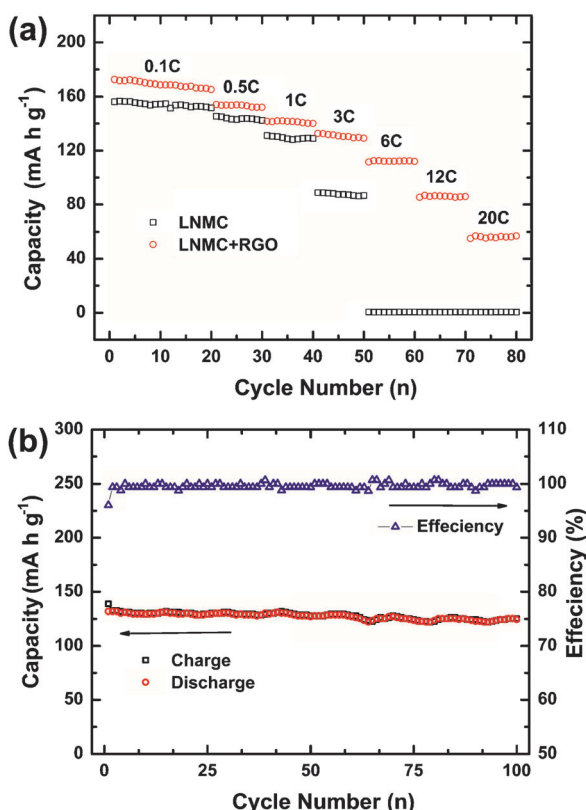 (a)
200
160
120
80
40
0
Capacity (mA h g⁻¹)
0.1C
0.5C
1C
3C
6C
12C
20C
LNMC
LNMC+RGO
0 10 20 30 40 50 60 70 80
Cycle Number (n)
(b)
300
250
200
150
100
50
0
Capacity (mA h g⁻¹)
110
100
90
80
70
60
50
Effeciency (%)
Effeciency
Charge
Discharge
0 25 50 75 100
Cycle Number (n)